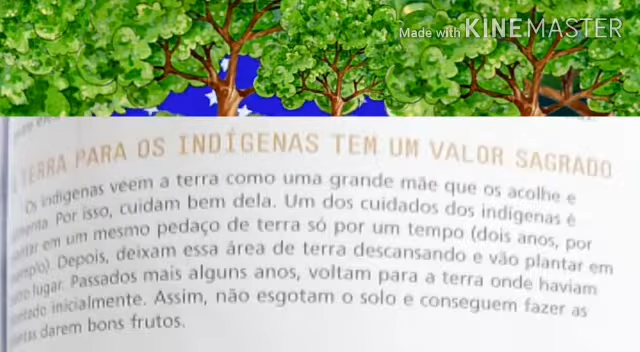 Made with KINEMASTER
TERRA PARA OS INDÍGENAS TEM UM VALOR SAGRADO
Os indígenas veem a terra como uma grande mãe que os acolhe e
Por isso, cuidam bem dela. Um dos cuidados dos indígenas é
em um mesmo pedaço de terra só por um tempo (dois anos, por
Depois, deixam essa área de terra descansando e vão plantar em
lugar. Passados mais alguns anos, voltam para a terra onde haviam
inicialmente. Assim, não esgotam o solo e conseguem fazer as
darem bons frutos.